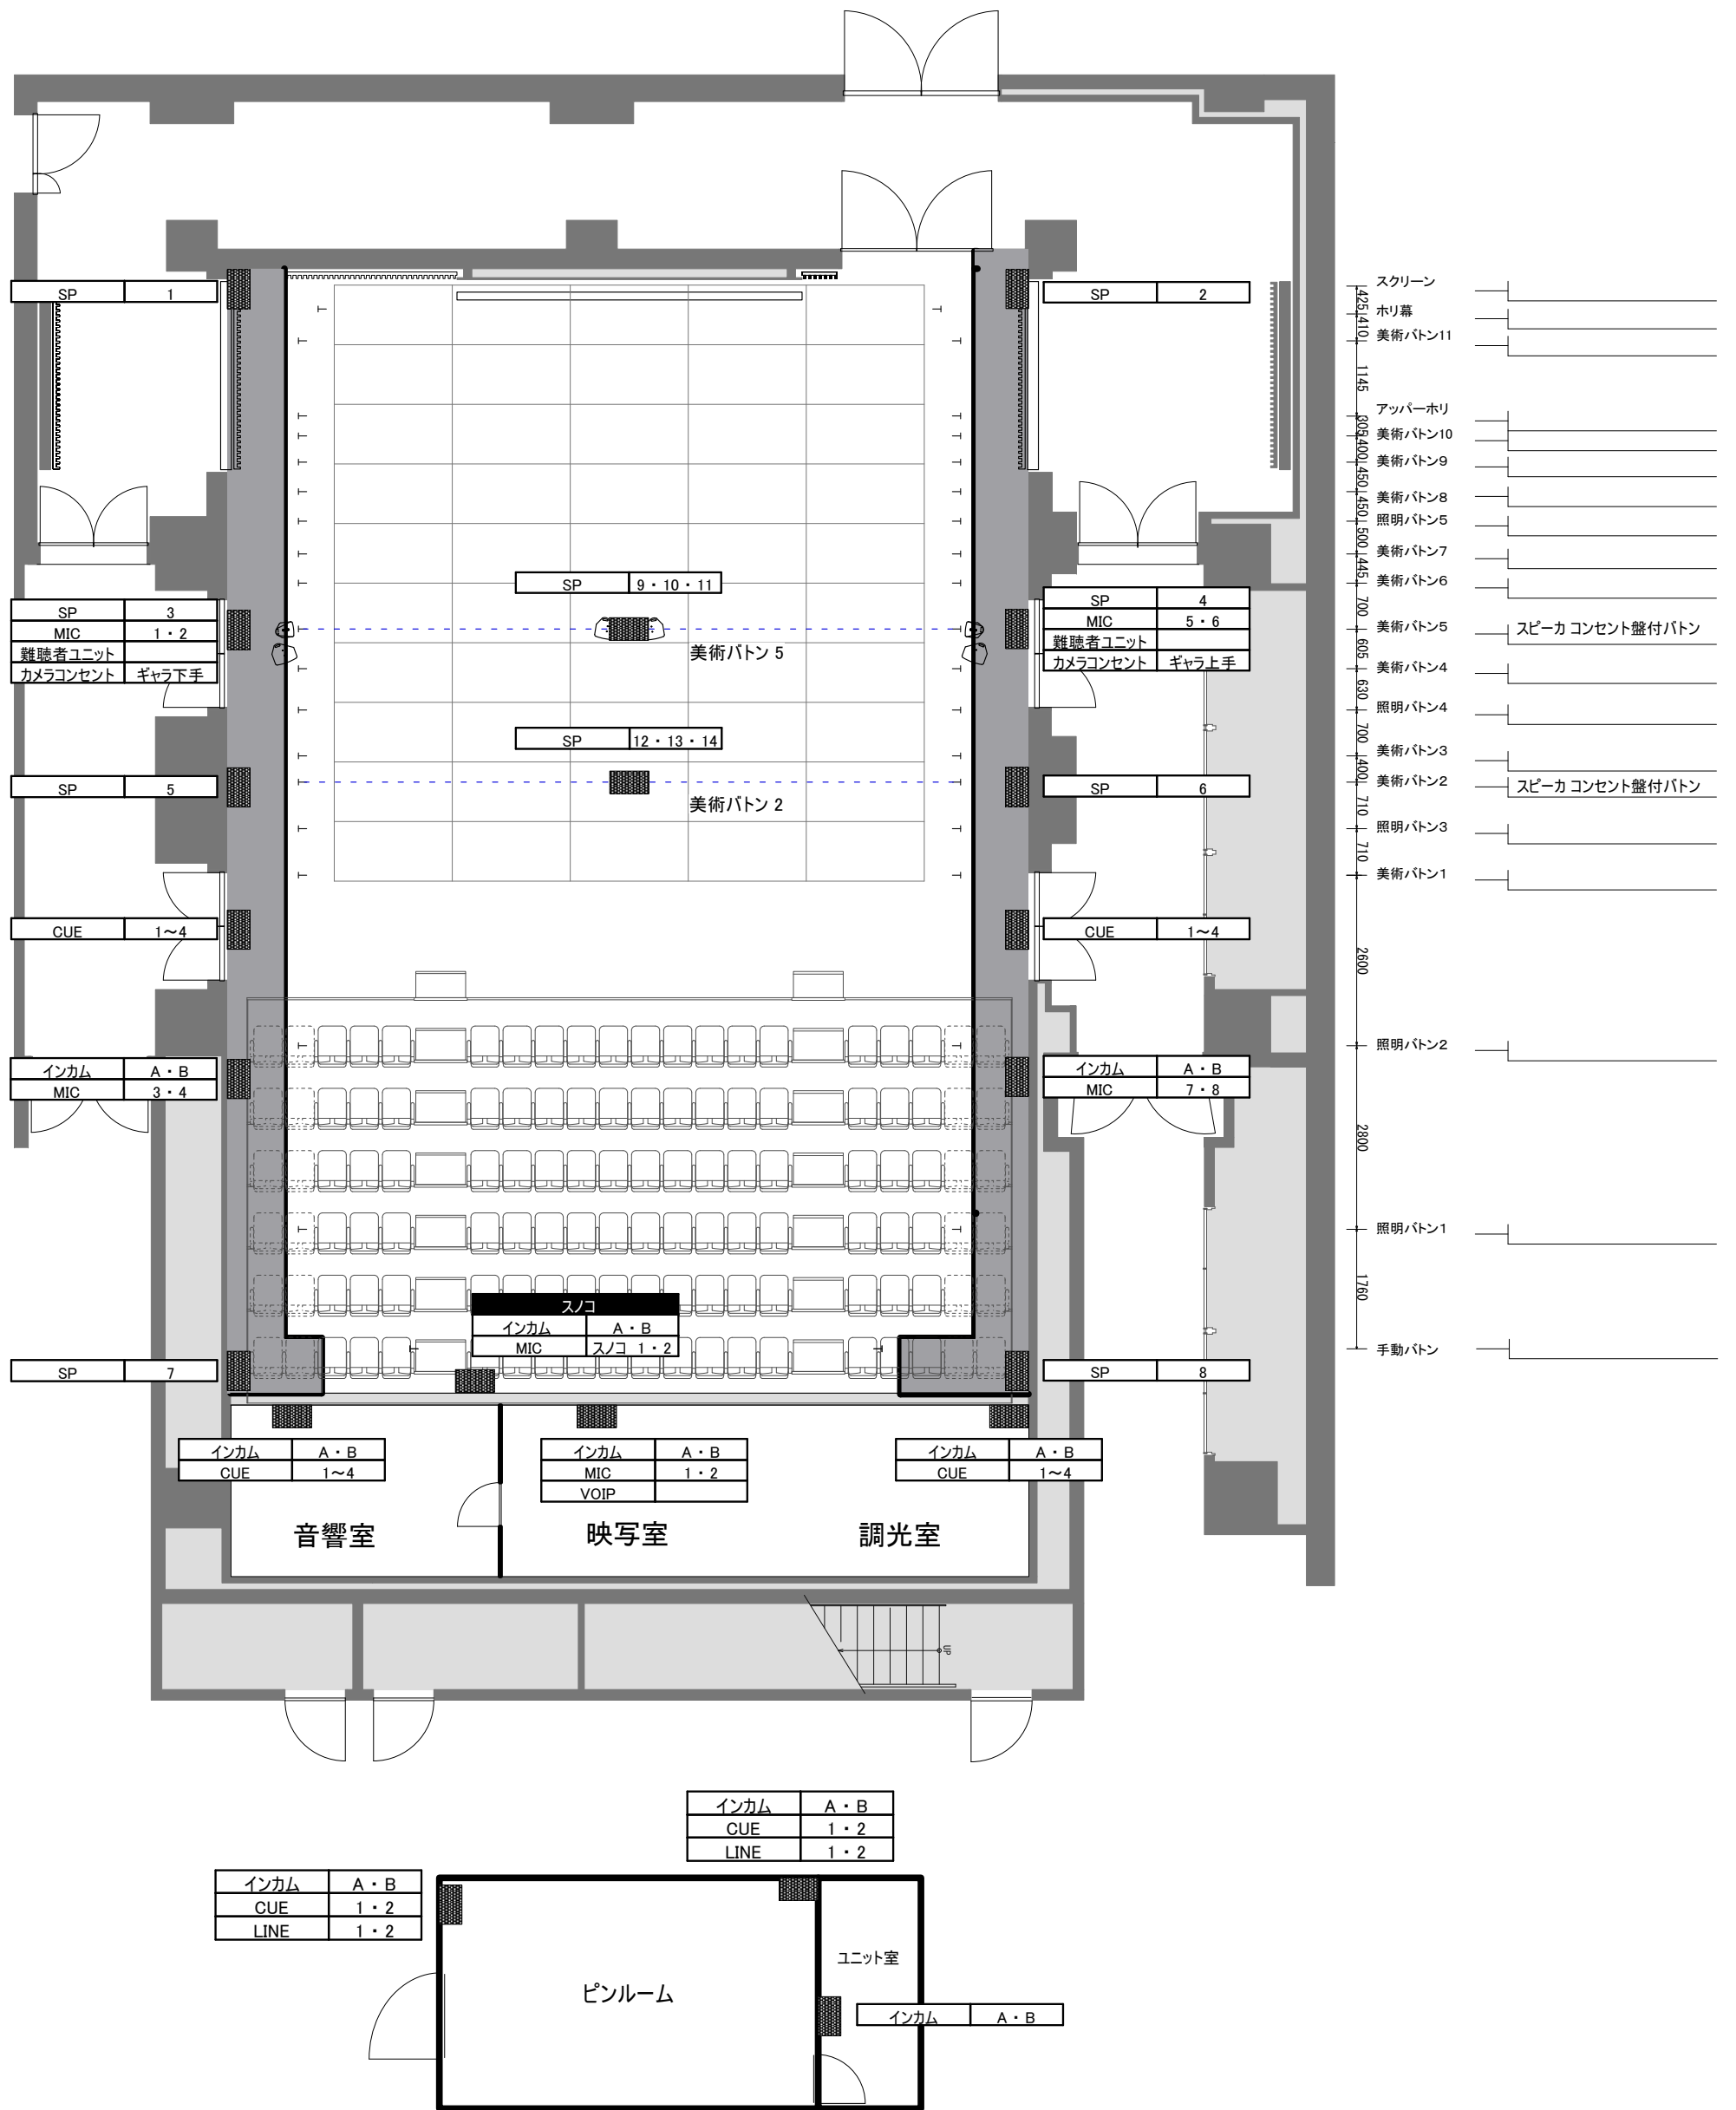 スクリーン
SP 1
SP 2
425
ホリ幕
410
美術バトン11
1145
アッパーホリ
305
美術バトン10
400
美術バトン9
450
美術バトン8
450
照明バトン5
500
美術バトン7
445
美術バトン6
SP 9・10・11
SP 3
MIC 1・2
難聴者ユニット
カメラコンセント ギャラ下手
SP 4
MIC 5・6
難聴者ユニット
カメラコンセント ギャラ上手
700
美術バトン5 スピーカ コンセント盤付バトン
美術バトン 5
605
美術バトン4
630
照明バトン4
SP 12・13・14
700
美術バトン3
400
美術バトン2 スピーカ コンセント盤付バトン
SP 5
SP 6
美術バトン 2
710
照明バトン3
710
美術バトン1
CUE 1～4
CUE 1～4
2600
照明バトン2
インカム A・B
MIC 3・4
インカム A・B
MIC 7・8
2800
照明バトン1
1760
スノコ
インカム A・B
MIC スノコ 1・2
手動バトン
SP 7
SP 8
インカム A・B
CUE 1～4
インカム A・B
MIC 1・2
VOIP
インカム A・B
CUE 1～4
音響室
映写室
調光室
UP
インカム A・B
CUE 1・2
LINE 1・2
インカム A・B
CUE 1・2
LINE 1・2
ユニット室
ピンルーム
インカム A・B